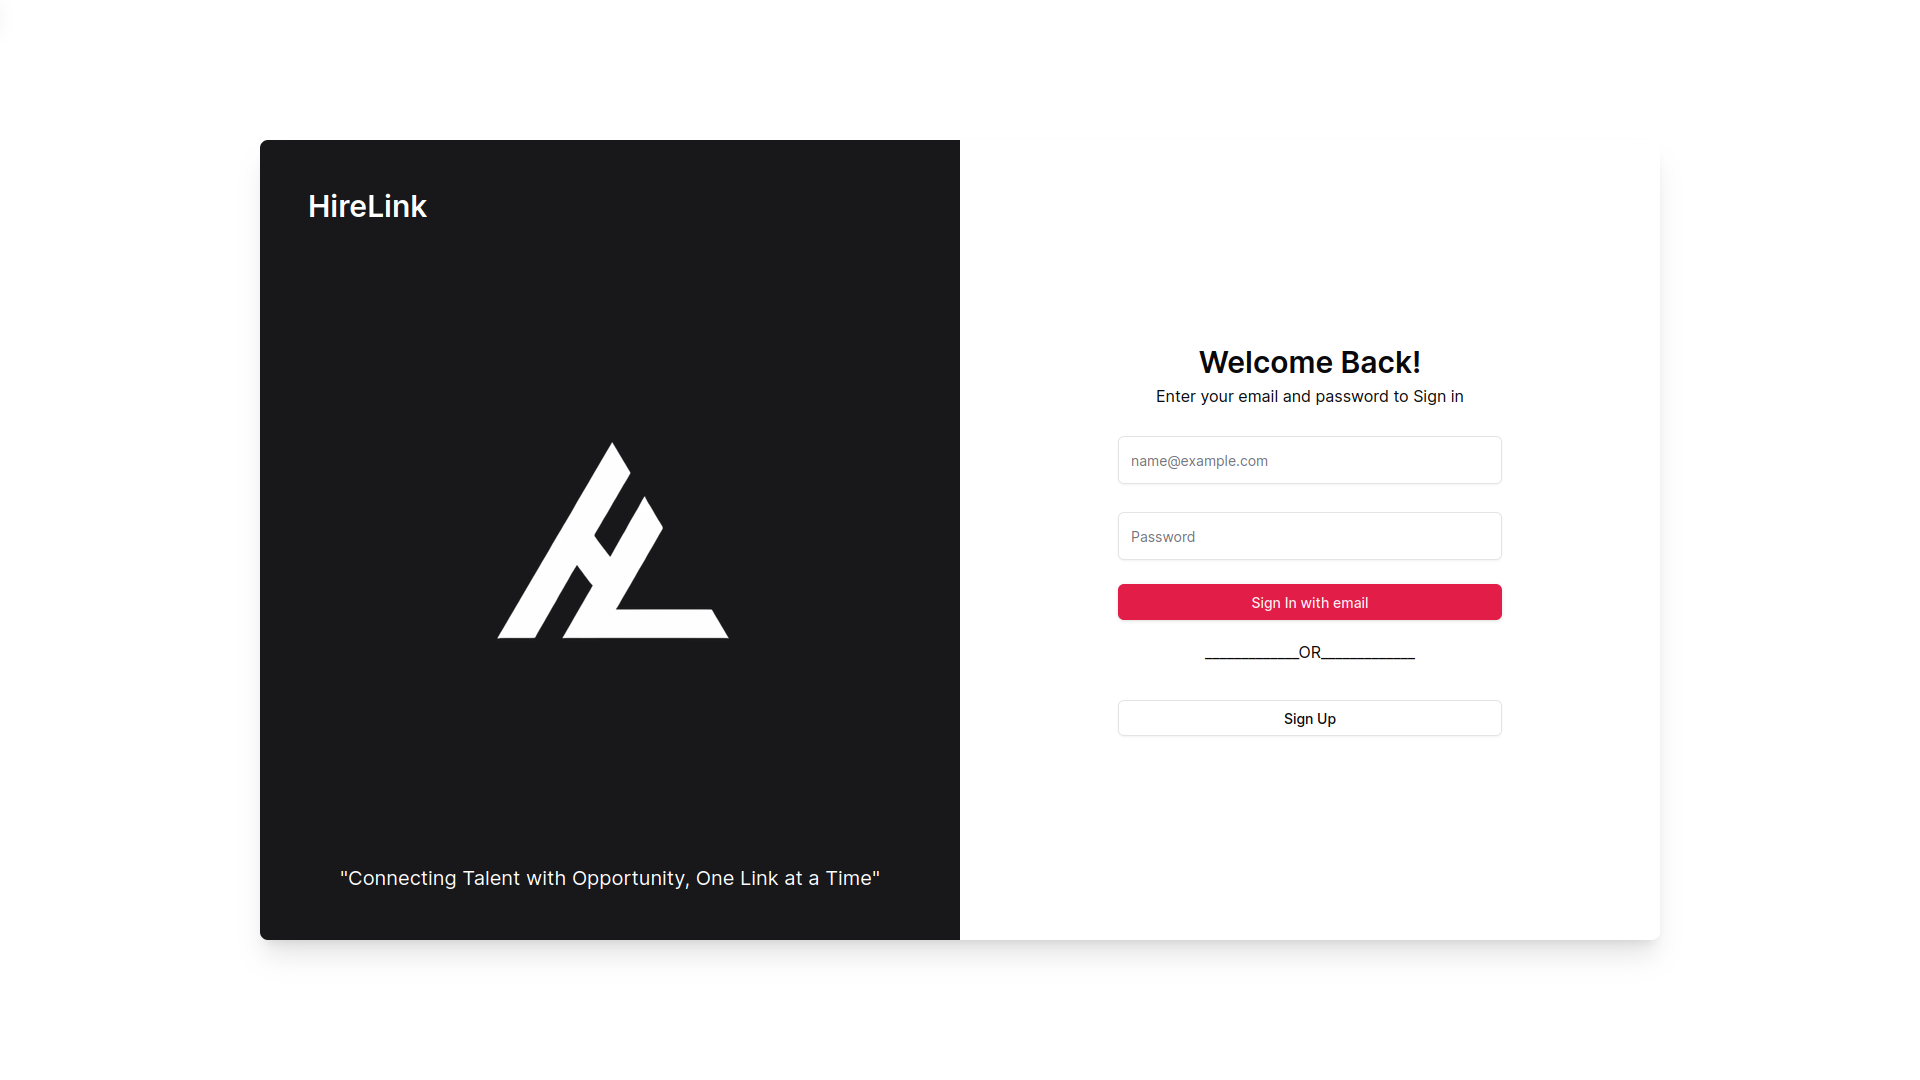 HireLink
"Connecting Talent with Opportunity, One Link at a Time"
Welcome Back!
Enter your email and password to Sign in
name@example.com
Password
Sign In with email
_____________OR_____________
Sign Up